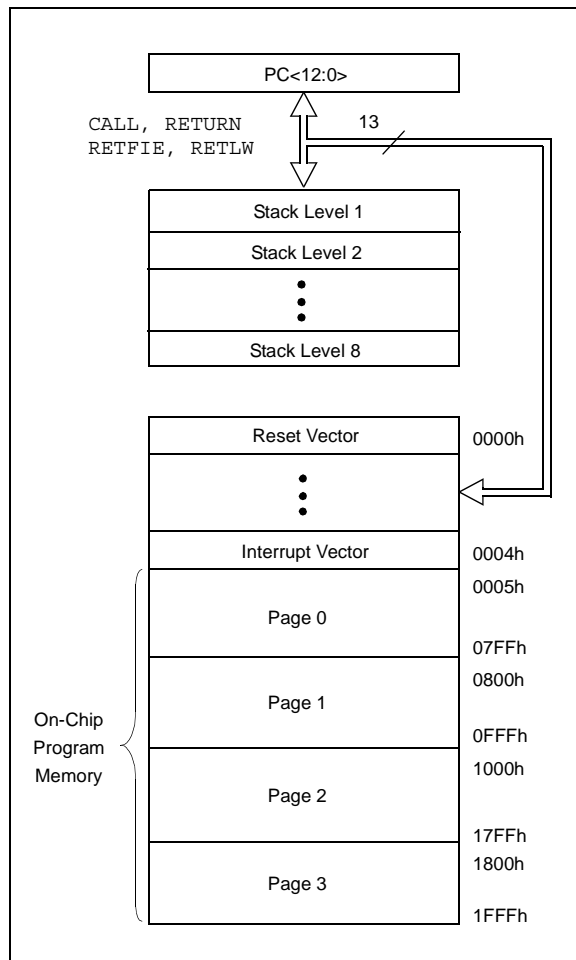 PC<12:0>
CALL, RETURN
RETFIE, RETLW
13
Stack Level 1
Stack Level 2
Stack Level 8
Reset Vector
0000h
Interrupt Vector
0004h
0005h
Page 0
07FFh
0800h
Page 1
0FFFh
1000h
Page 2
17FFh
1800h
Page 3
1FFFh
On-Chip
Program
Memory